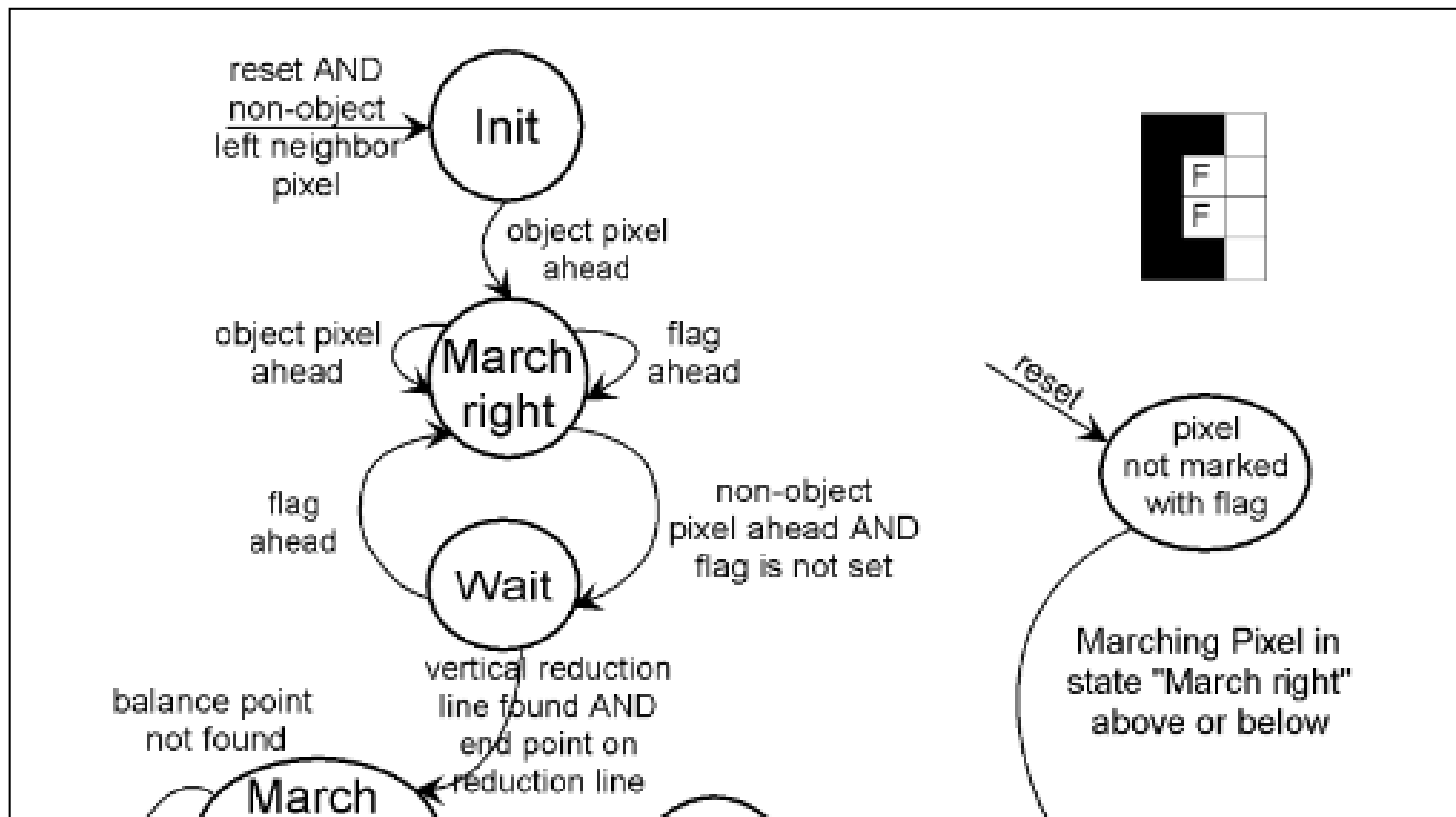 reset AND
non-object
left neighbor
pixel
Init
object pixel
ahead
object pixel
ahead
March
right
flag
ahead
flag
ahead
non-object
pixel ahead AND
flag is not set
Wait
vertical reduction
line found AND
end point on
reduction line
balance point
not found
March
F
F
reset
pixel
not marked
with flag
Marching Pixel in
state "March right"
above or below